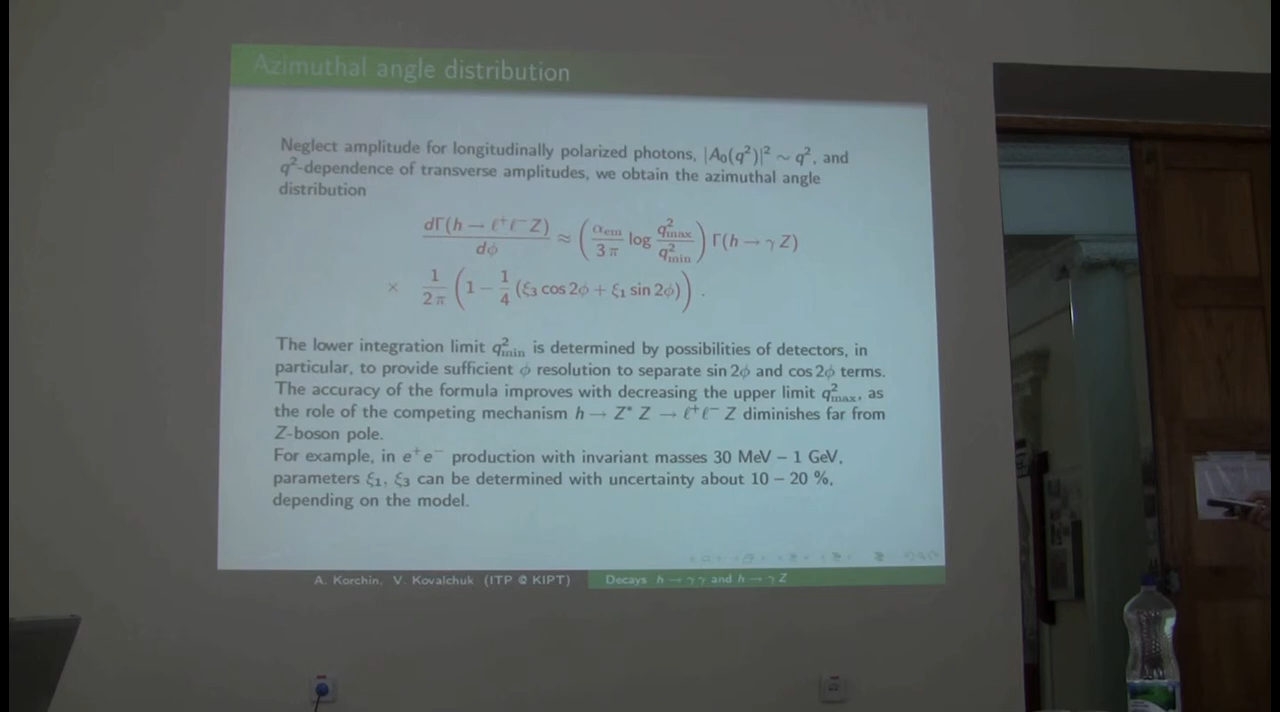 Azimuthal angle distribution
Neglect amplitude for longitudinally polarized photons, |A₀(q²)|² ~ q², and
q²-dependence of transverse amplitudes, we obtain the azimuthal angle
distribution
dΓ(h → ℓ⁺ℓ⁻Z)/dϕ ≈ (α_em/3π log q²_max/q²_min) Γ(h → γ Z)
× 1/2π (1 − 1/4 (ξ₃ cos 2ϕ + ξ₁ sin 2ϕ)) .
The lower integration limit q²_min is determined by possibilities of detectors, in
particular, to provide sufficient ϕ resolution to separate sin 2ϕ and cos 2ϕ terms.
The accuracy of the formula improves with decreasing the upper limit q²_max, as
the role of the competing mechanism h → Z* Z → ℓ⁺ℓ⁻ Z diminishes far from
Z-boson pole.
For example, in e⁺e⁻ production with invariant masses 30 MeV − 1 GeV,
parameters ξ₁, ξ₃ can be determined with uncertainty about 10 − 20 %,
depending on the model.
A. Korchin, V. Kovalchuk (ITP @ KIPT) Decays h → γγ and h → γ Z